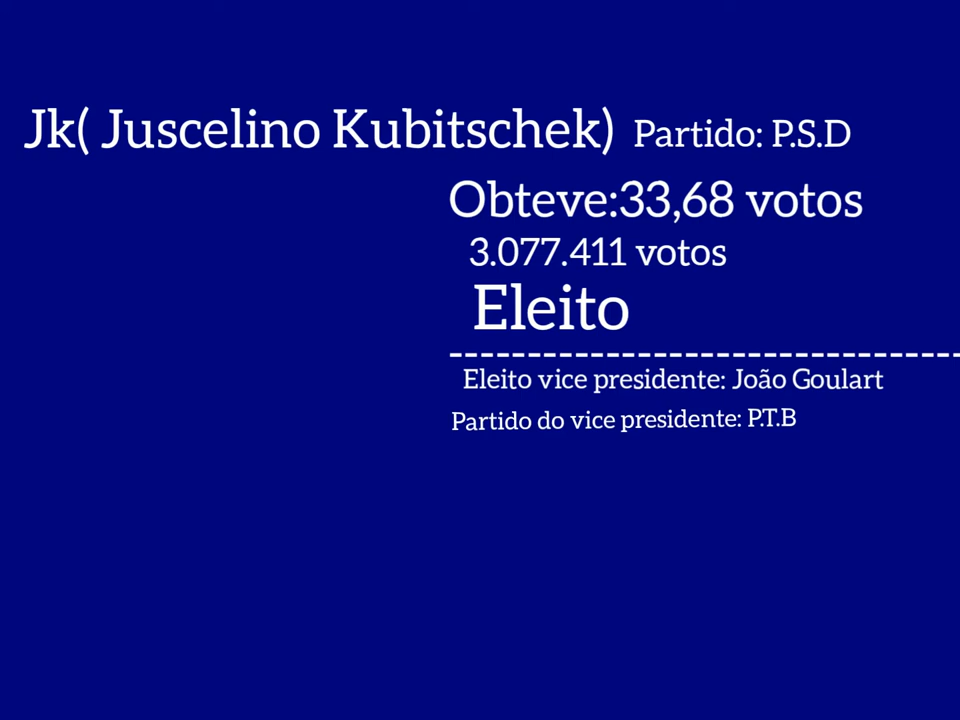 Jk( Juscelino Kubitschek) Partido: P.S.D
Obteve:33,68 votos
3.077.411 votos
Eleito
---------------------------------
Eleito vice presidente: João Goulart
Partido do vice presidente: P.T.B